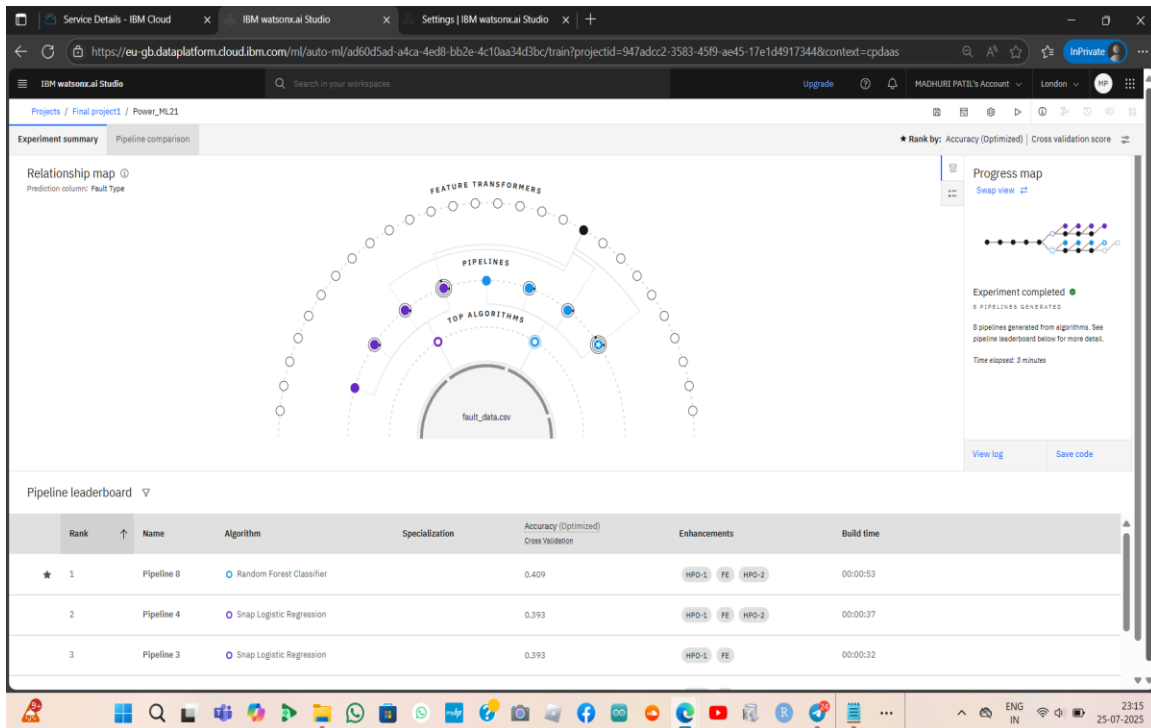 Service Details - IBM Cloud
IBM watsonx.ai Studio
Settings | IBM watsonx.ai Studio
https://eu-gb.dataplatform.cloud.ibm.com/ml/auto-ml/ad60d5ad-a4ca-4ed8-bb2e-4c10aa34d3bc/train?projectid=947adcc2-3583-45f9-ae45-17e1d4917344&context=cpdaas
InPrivate
IBM watsonx.ai Studio
Search in your workspaces
Upgrade
MADHURI PATIL's Account
London
MP
Projects / Final project1 / Power_ML21
Experiment summary
Pipeline comparison
Rank by: Accuracy (Optimized) | Cross validation score
Relationship map
Prediction column: Fault Type
FEATURE TRANSFORMERS
PIPELINES
TOP ALGORITHMS
fault_data.csv
Progress map
Swap view
Experiment completed
8 PIPELINES GENERATED
8 pipelines generated from algorithms. See
pipeline leaderboard below for more detail.
Time elapsed: 3 minutes
View log
Save code
Pipeline leaderboard
Rank Name Algorithm Specialization Accuracy (Optimized) Enhancements Build time
Cross Validation
1 Pipeline 8 Random Forest Classifier 0.409 HPO-1 FE HPO-2 00:00:53
2 Pipeline 4 Snap Logistic Regression 0.393 HPO-1 FE HPO-2 00:00:37
3 Pipeline 3 Snap Logistic Regression 0.393 HPO-1 FE 00:00:32
ENG
IN
23:15
25-07-2025